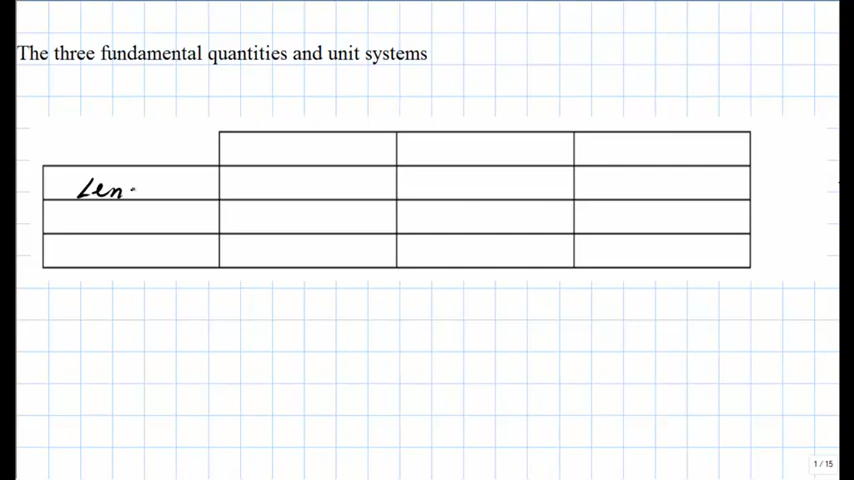 The three fundamental quantities and unit systems
Len
1 / 15